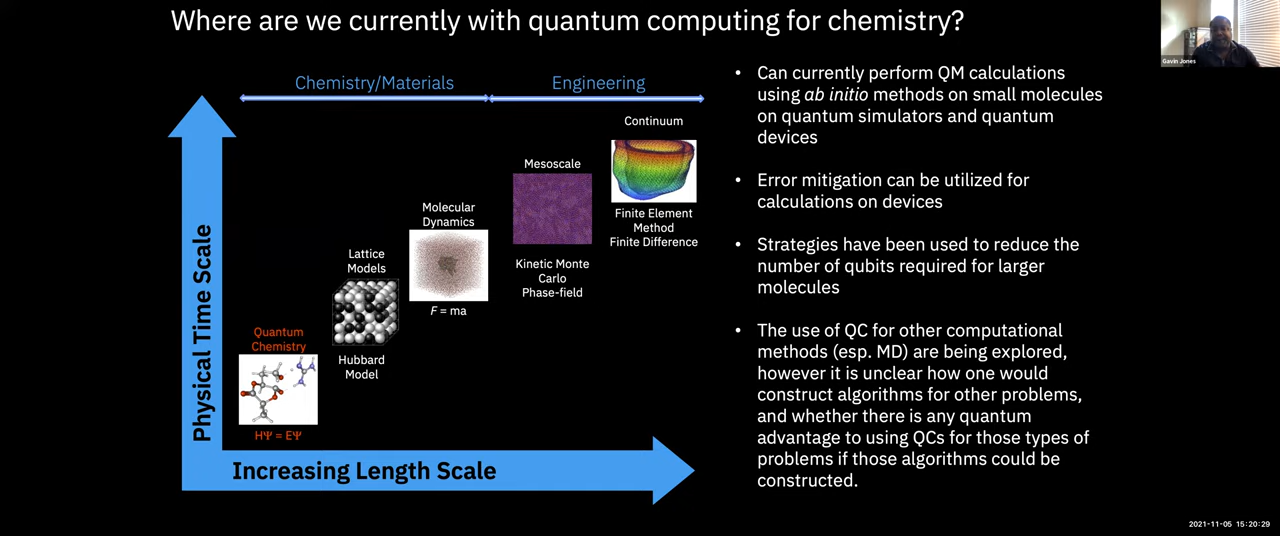 Where are we currently with quantum computing for chemistry?
Gavin Jones
Chemistry/Materials
Engineering
Physical Time Scale
Increasing Length Scale
Quantum
Chemistry
HΨ = EΨ
Lattice
Models
Hubbard
Model
Molecular
Dynamics
F = ma
Mesoscale
Kinetic Monte
Carlo
Phase-field
Continuum
Finite Element
Method
Finite Difference
• Can currently perform QM calculations
using ab initio methods on small molecules
on quantum simulators and quantum
devices
• Error mitigation can be utilized for
calculations on devices
• Strategies have been used to reduce the
number of qubits required for larger
molecules
• The use of QC for other computational
methods (esp. MD) are being explored,
however it is unclear how one would
construct algorithms for other problems,
and whether there is any quantum
advantage to using QCs for those types of
problems if those algorithms could be
constructed.
2021-11-05 15:20:29